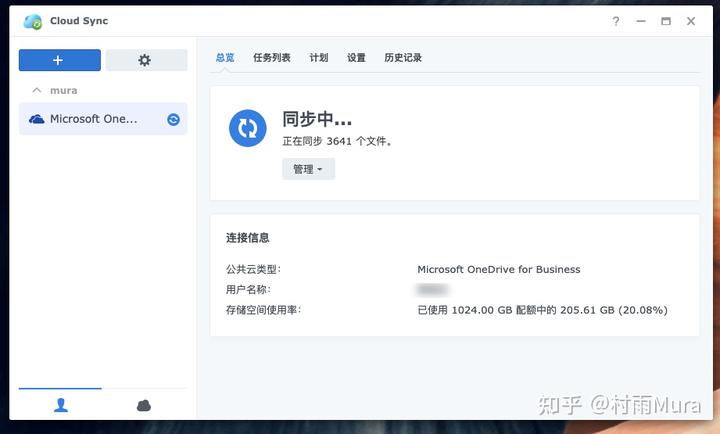 Cloud Sync
mura
Microsoft One...
总览 任务列表 计划 设置 历史记录
同步中...
正在同步 3641 个文件。
管理
连接信息
公共云类型: Microsoft OneDrive for Business
用户名称:
存储空间使用率: 已使用 1024.00 GB 配额中的 205.61 GB (20.08%)
知乎 @村雨Mura